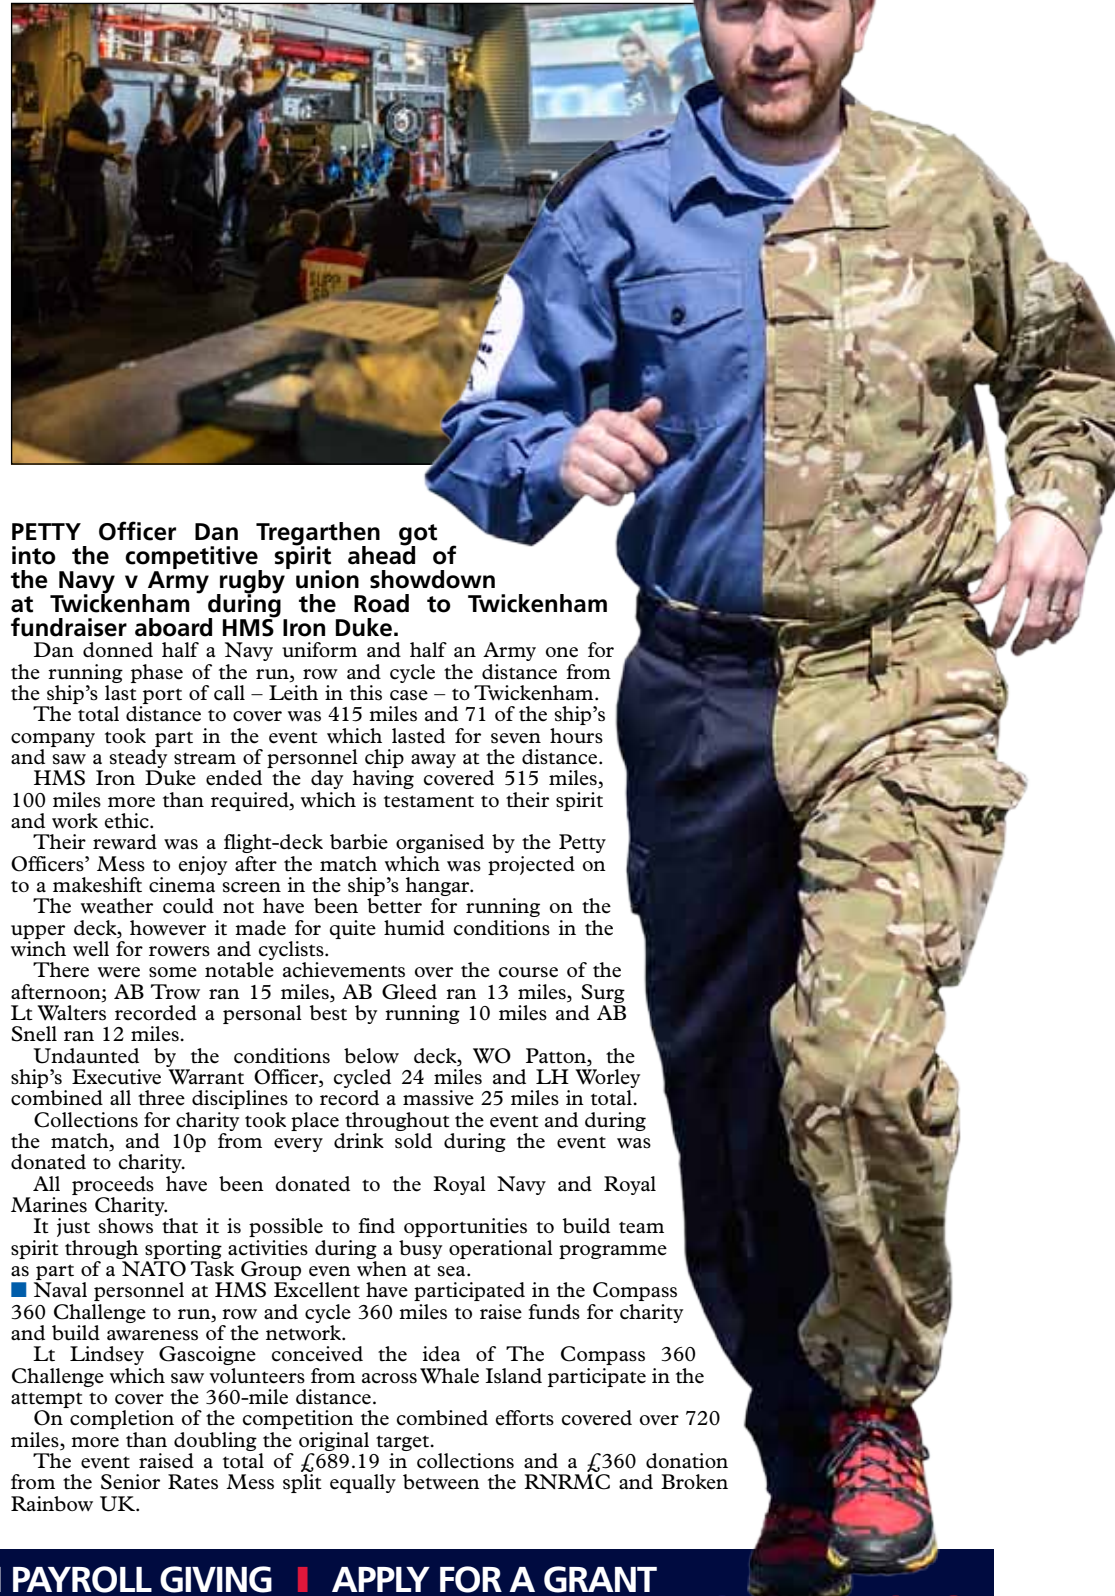 SUPP
PETTY Officer Dan Tregarthen got
into the competitive spirit ahead of
the Navy v Army rugby union showdown
at Twickenham during the Road to Twickenham
fundraiser aboard HMS Iron Duke.
Dan donned half a Navy uniform and half an Army one for
the running phase of the run, row and cycle the distance from
the ship's last port of call – Leith in this case – to Twickenham.
The total distance to cover was 415 miles and 71 of the ship's
company took part in the event which lasted for seven hours
and saw a steady stream of personnel chip away at the distance.
HMS Iron Duke ended the day having covered 515 miles,
100 miles more than required, which is testament to their spirit
and work ethic.
Their reward was a flight-deck barbie organised by the Petty
Officers' Mess to enjoy after the match which was projected on
to a makeshift cinema screen in the ship's hangar.
The weather could not have been better for running on the
upper deck, however it made for quite humid conditions in the
winch well for rowers and cyclists.
There were some notable achievements over the course of the
afternoon; AB Trow ran 15 miles, AB Gleed ran 13 miles, Surg
Lt Walters recorded a personal best by running 10 miles and AB
Snell ran 12 miles.
Undaunted by the conditions below deck, WO Patton, the
ship's Executive Warrant Officer, cycled 24 miles and LH Worley
combined all three disciplines to record a massive 25 miles in total.
Collections for charity took place throughout the event and during
the match, and 10p from every drink sold during the event was
donated to charity.
All proceeds have been donated to the Royal Navy and Royal
Marines Charity.
It just shows that it is possible to find opportunities to build team
spirit through sporting activities during a busy operational programme
as part of a NATO Task Group even when at sea.
■ Naval personnel at HMS Excellent have participated in the Compass
360 Challenge to run, row and cycle 360 miles to raise funds for charity
and build awareness of the network.
Lt Lindsey Gascoigne conceived the idea of The Compass 360
Challenge which saw volunteers from across Whale Island participate in the
attempt to cover the 360-mile distance.
On completion of the competition the combined efforts covered over 720
miles, more than doubling the original target.
The event raised a total of £689.19 in collections and a £360 donation
from the Senior Rates Mess split equally between the RNRMC and Broken
Rainbow UK.
PAYROLL GIVING ▮ APPLY FOR A GRANT